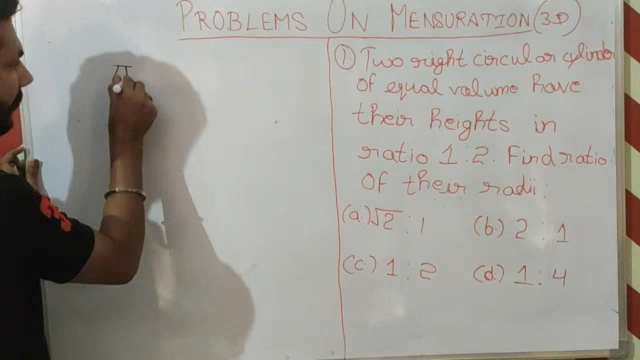 PROBLEMS ON MENSURATION (3D)
① Two right circular cylinder
of equal volume have
their heights in
ratio 1:2. Find ratio
of their radii:
(a) √2 : 1 (b.) 2 : 1
(c.) 1 : 2 (d) 1 : 4
π